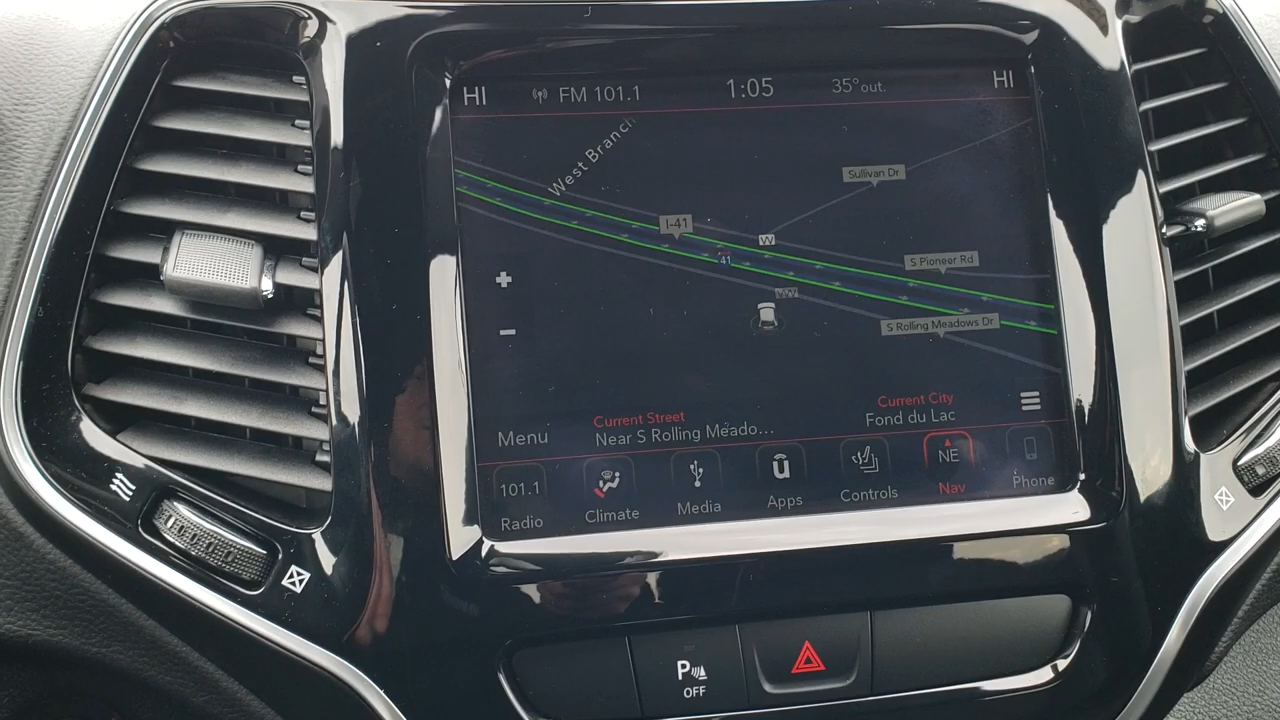 HI FM 101.1 1:05 35°out. HI
West Branch
Sullivan Dr
I-41
VV
S Pioneer Rd
41
VVV
S Rolling Meadows Dr
Current Street
Near S Rolling Meado...
Current City
Fond du Lac
Menu
101.1
NE
Radio
Climate
Media
Apps
Controls
Nav
Phone
P
OFF